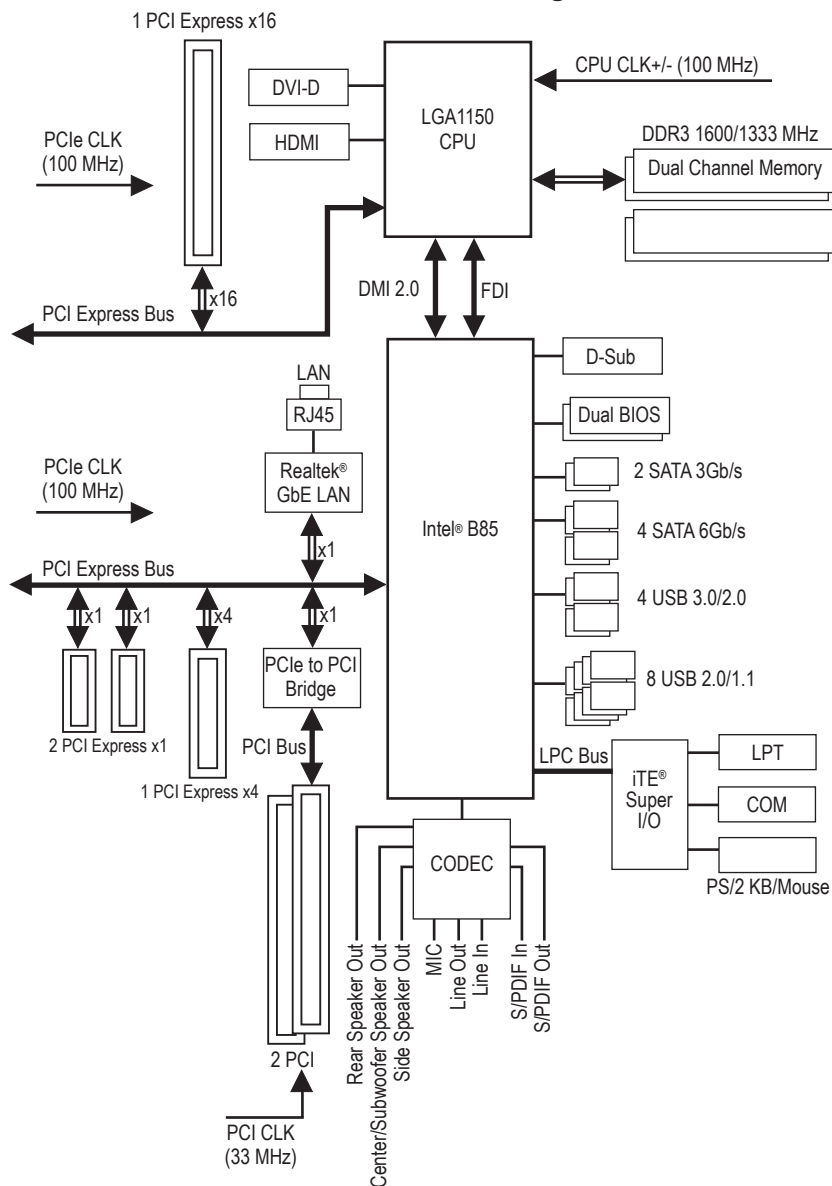 1 PCI Express x16
CPU CLK+/- (100 MHz)
DVI-D
LGA1150
CPU
HDMI
DDR3 1600/1333 MHz
Dual Channel Memory
PCIe CLK
(100 MHz)
x16
DMI 2.0
FDI
PCI Express Bus
D-Sub
LAN
RJ45
Dual BIOS
PCIe CLK
(100 MHz)
Realtek®
GbE LAN
2 SATA 3Gb/s
Intel® B85
4 SATA 6Gb/s
x1
PCI Express Bus
4 USB 3.0/2.0
x1
x1
x4
x1
PCIe to PCI
Bridge
8 USB 2.0/1.1
2 PCI Express x1
PCI Bus
LPC Bus
1 PCI Express x4
iTE®
Super
I/O
LPT
COM
CODEC
PS/2 KB/Mouse
Rear Speaker Out
Center/Subwoofer Speaker Out
Side Speaker Out
MIC
Line Out
Line In
S/PDIF In
S/PDIF Out
2 PCI
PCI CLK
(33 MHz)